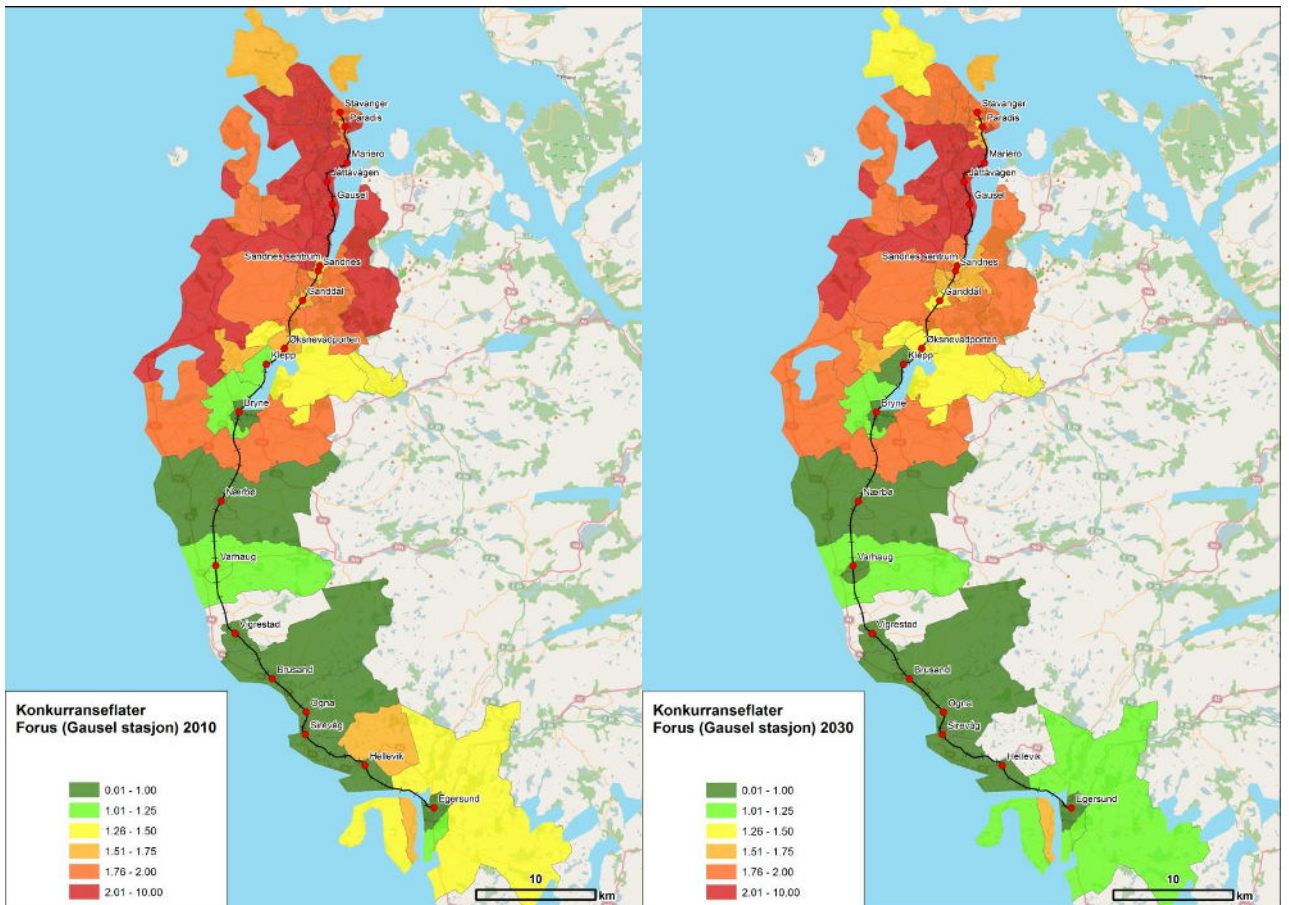 Stavanger
Paradis
Mariero
Jåttåvågen
Gausel
Sandnes sentrum
Sandnes
Ganddal
Øksnevadporten
Klepp
Bryne
Nærbø
Varhaug
Vigrestad
Brusand
Ogna
Sirevåg
Hellevik
Egersund
Konkurranseflater
Forus (Gausel stasjon) 2010
0.01 - 1.00
1.01 - 1.25
1.26 - 1.50
1.51 - 1.75
1.76 - 2.00
2.01 - 10.00
10
km
Stavanger
Paradis
Mariero
Jåttåvågen
Gausel
Sandnes sentrum
Sandnes
Ganddal
Øksnevadporten
Klepp
Bryne
Nærbø
Varhaug
Vigrestad
Brusand
Ogna
Sirevåg
Hellevik
Egersund
Konkurranseflater
Forus (Gausel stasjon) 2030
0.01 - 1.00
1.01 - 1.25
1.26 - 1.50
1.51 - 1.75
1.76 - 2.00
2.01 - 10.00
10
km